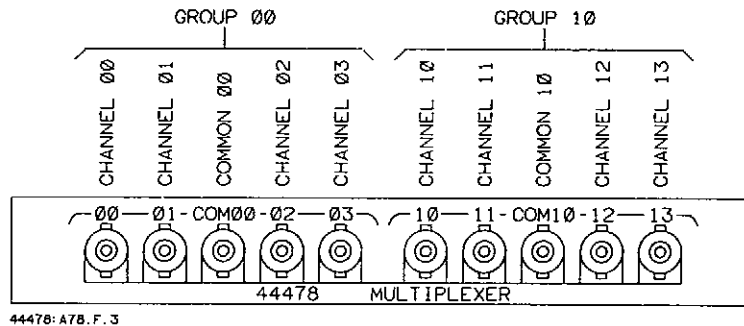 GROUP 00 GROUP 10
CHANNEL 00
CHANNEL 01
COMMON 00
CHANNEL 02
CHANNEL 03
CHANNEL 10
CHANNEL 11
COMMON 10
CHANNEL 12
CHANNEL 13
00 — 01 - COM00 - 02 — 03 10 — 11 - COM10 - 12 — 13
44478 MULTIPLEXER
44478:A78.F.3